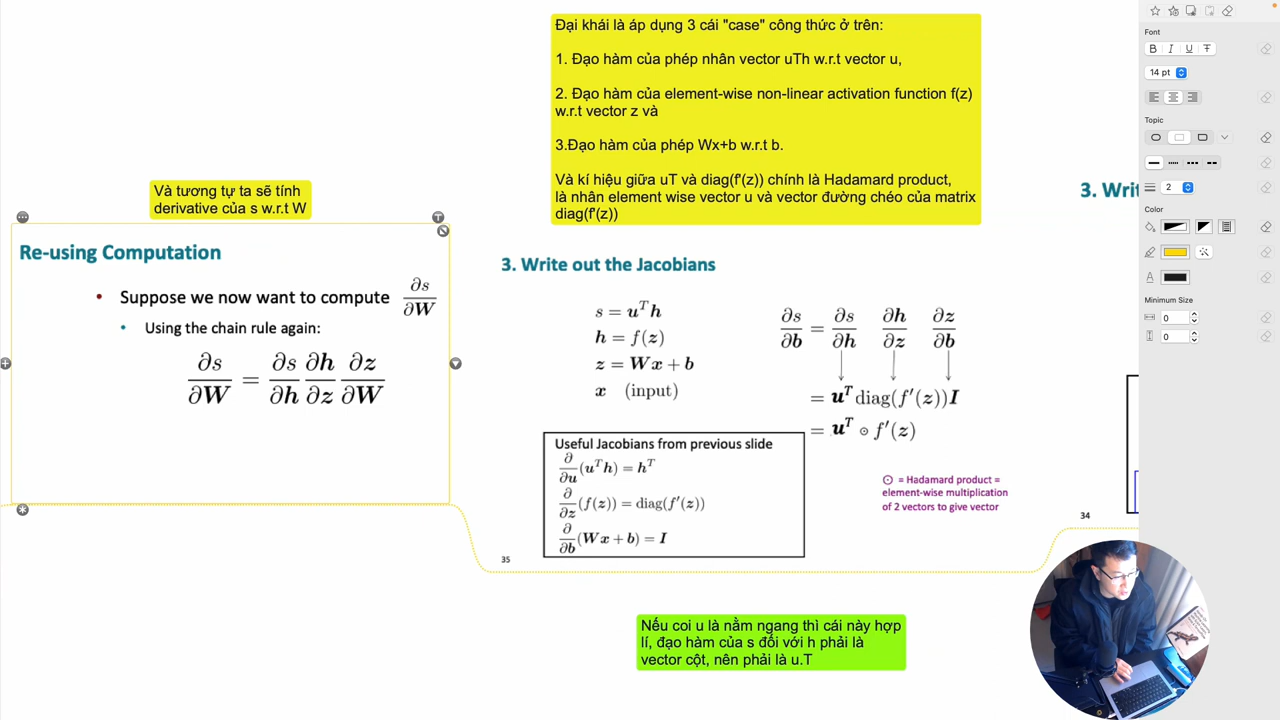 Đại khái là áp dụng 3 cái "case" công thức ở trên:
1. Đạo hàm của phép nhân vector uTh w.r.t vector u,
2. Đạo hàm của element-wise non-linear activation function f(z)
w.r.t vector z và
3.Đạo hàm của phép Wx+b w.r.t b.
Và kí hiệu giữa uT và diag(f'(z)) chính là Hadamard product,
là nhân element wise vector u và vector đường chéo của matrix
diag(f'(z))
Và tương tự ta sẽ tính
derivative của s w.r.t W
Re-using Computation
• Suppose we now want to compute ∂s/∂W
• Using the chain rule again:
∂s/∂W = ∂s/∂h ∂h/∂z ∂z/∂W
3. Write out the Jacobians
s = uᵀh
h = f(z)
z = Wx + b
x (input)
∂s/∂b = ∂s/∂h ∂h/∂z ∂z/∂b
= uᵀ diag(f′(z))I
= uᵀ ⊙ f′(z)
Useful Jacobians from previous slide
∂/∂u (uᵀh) = hᵀ
∂/∂z (f(z)) = diag(f′(z))
∂/∂b (Wx + b) = I
⊙ = Hadamard product =
element-wise multiplication
of 2 vectors to give vector
35
34
3. Writ
Nếu coi u là nằm ngang thì cái này hợp
lí, đạo hàm của s đối với h phải là
vector cột, nên phải là u.T
Font
B I U T
14 pt
Topic
2
Color
A
Minimum Size
0
0